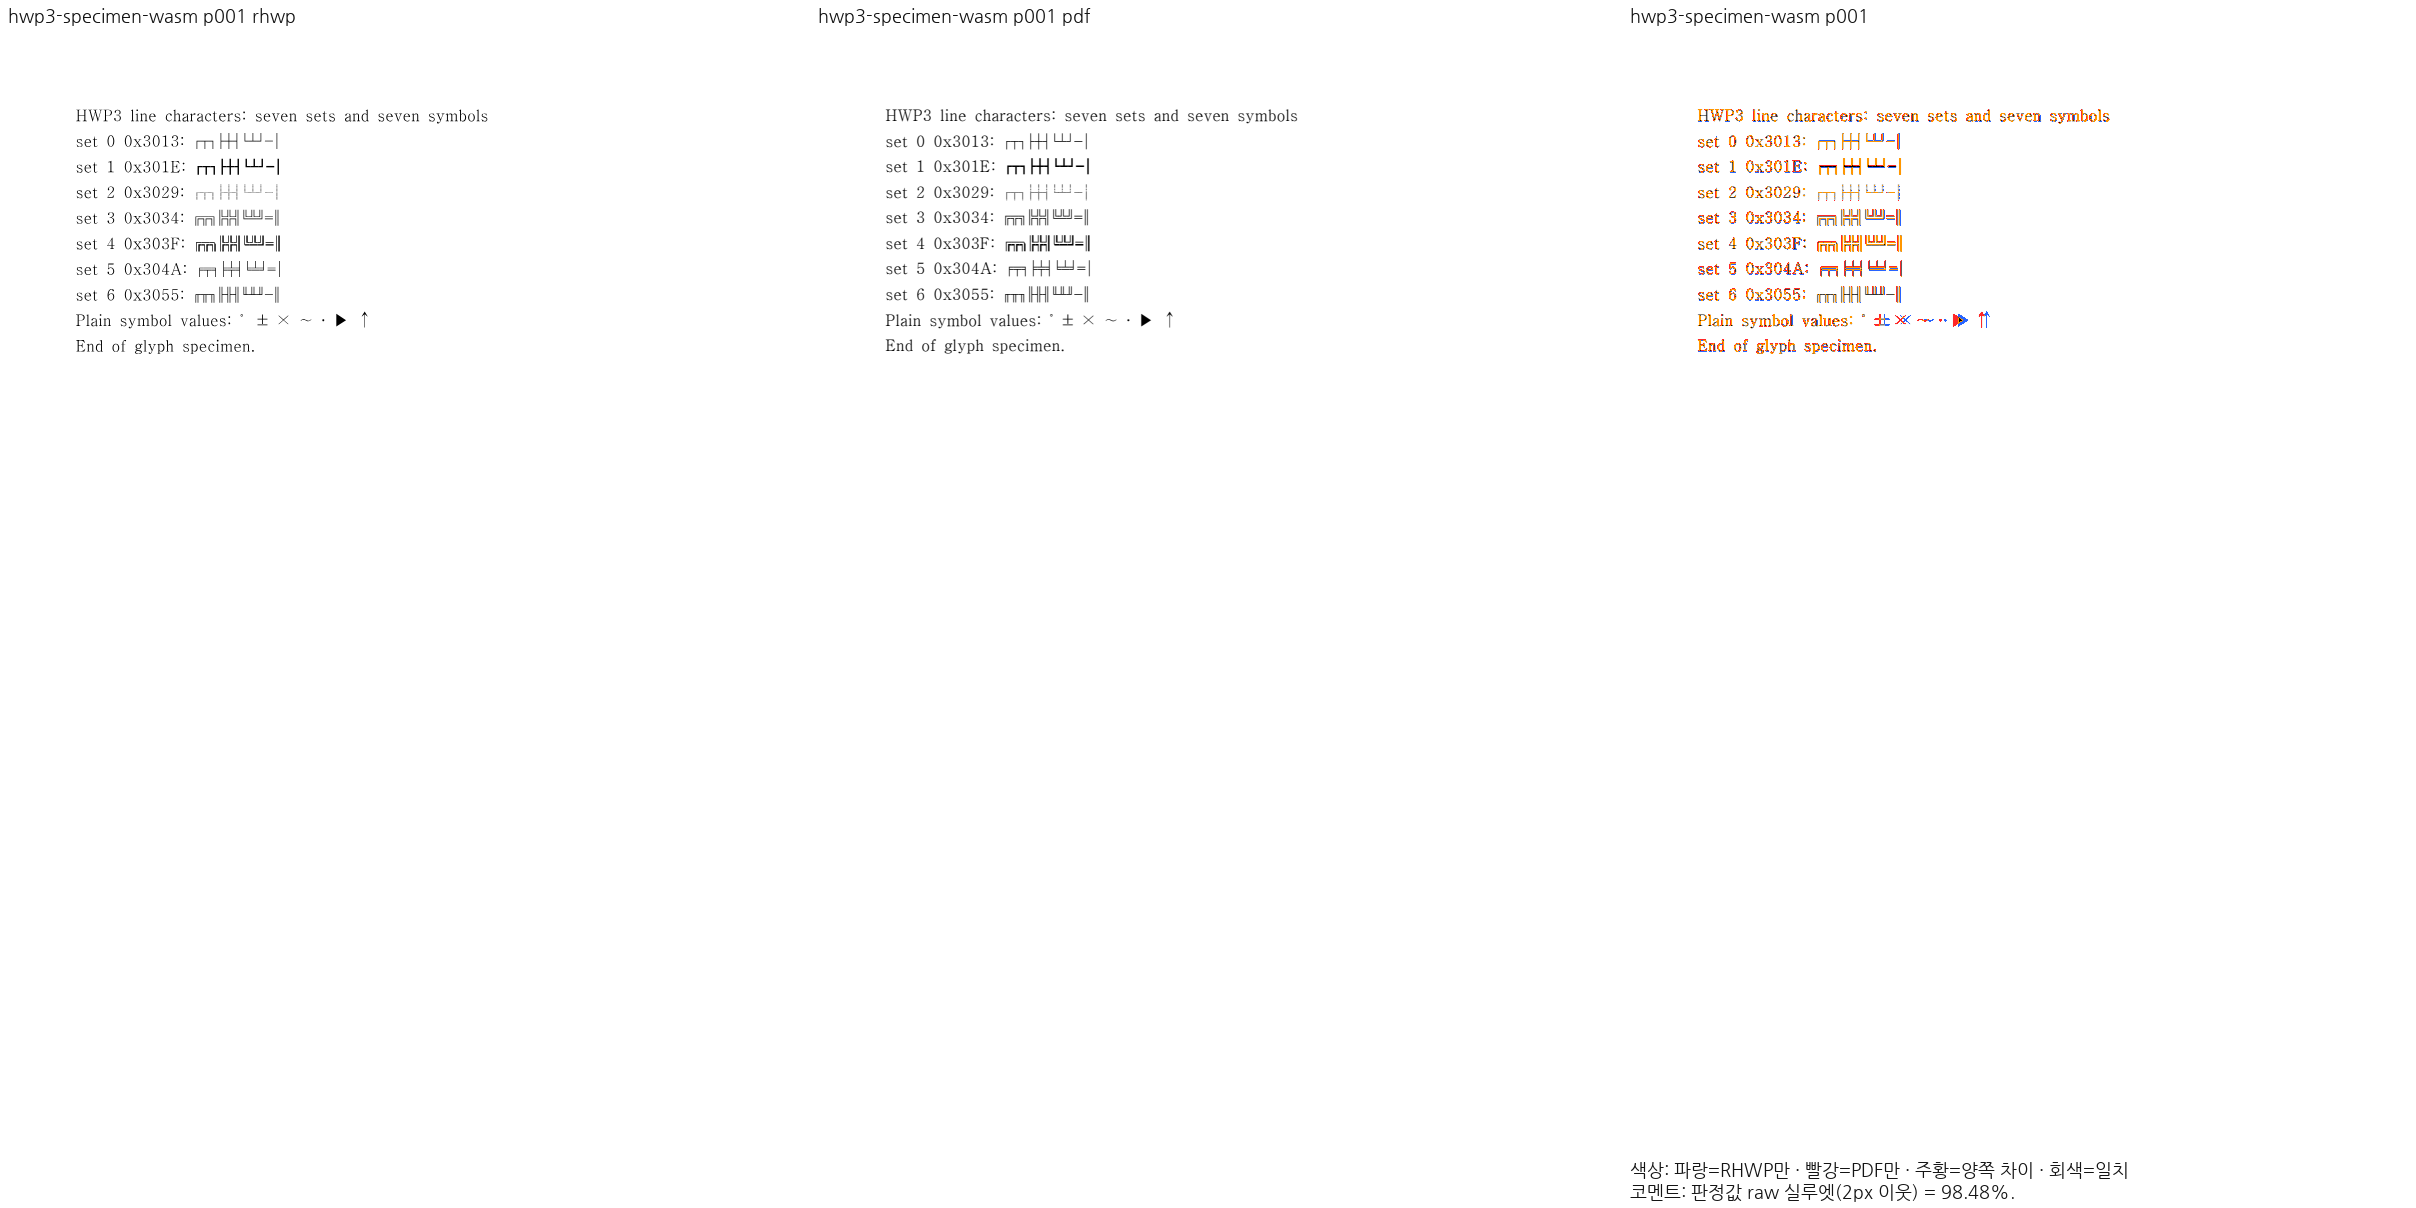 hwp3-specimen-wasm p001 rhwp
HWP3 line characters: seven sets and seven symbols
set 0 0x3013: ┌┬┐├┼┤└┴┘─│
set 1 0x301E: ┏┳┓┣╋┫┗┻┛━┃
set 2 0x3029: ┌┬┐├┼┤└┴┘─│
set 3 0x3034: ╔╦╗╠╬╣╚╩╝═║
set 4 0x303F: ╔╦╗╠╬╣╚╩╝═║
set 5 0x304A: ╒╤╕╞╪╡╘╧╛═│
set 6 0x3055: ╓╥╖╟╫╢╙╨╜─║
Plain symbol values: ° ± × ~ · ▶ ↑
End of glyph specimen.
hwp3-specimen-wasm p001 pdf
HWP3 line characters: seven sets and seven symbols
set 0 0x3013: ┌┬┐├┼┤└┴┘─│
set 1 0x301E: ┏┳┓┣╋┫┗┻┛━┃
set 2 0x3029: ┌┬┐├┼┤└┴┘─│
set 3 0x3034: ╔╦╗╠╬╣╚╩╝═║
set 4 0x303F: ╔╦╗╠╬╣╚╩╝═║
set 5 0x304A: ╒╤╕╞╪╡╘╧╛═│
set 6 0x3055: ╓╥╖╟╫╢╙╨╜─║
Plain symbol values: ° ± × ~ · ▶ ↑
End of glyph specimen.
hwp3-specimen-wasm p001
HWP3 line characters: seven sets and seven symbols
set 0 0x3013: ┌┬┐├┼┤└┴┘─│
set 1 0x301E: ┏┳┓┣╋┫┗┻┛━┃
set 2 0x3029: ┌┬┐├┼┤└┴┘─│
set 3 0x3034: ╔╦╗╠╬╣╚╩╝═║
set 4 0x303F: ╔╦╗╠╬╣╚╩╝═║
set 5 0x304A: ╒╤╕╞╪╡╘╧╛═│
set 6 0x3055: ╓╥╖╟╫╢╙╨╜─║
Plain symbol values: ° ± × ~ · ▶ ↑
End of glyph specimen.
색상: 파랑=RHWP만 · 빨강=PDF만 · 주황=양쪽 차이 · 회색=일치
코멘트: 판정값 raw 실루엣(2px 이웃) = 98.48%.